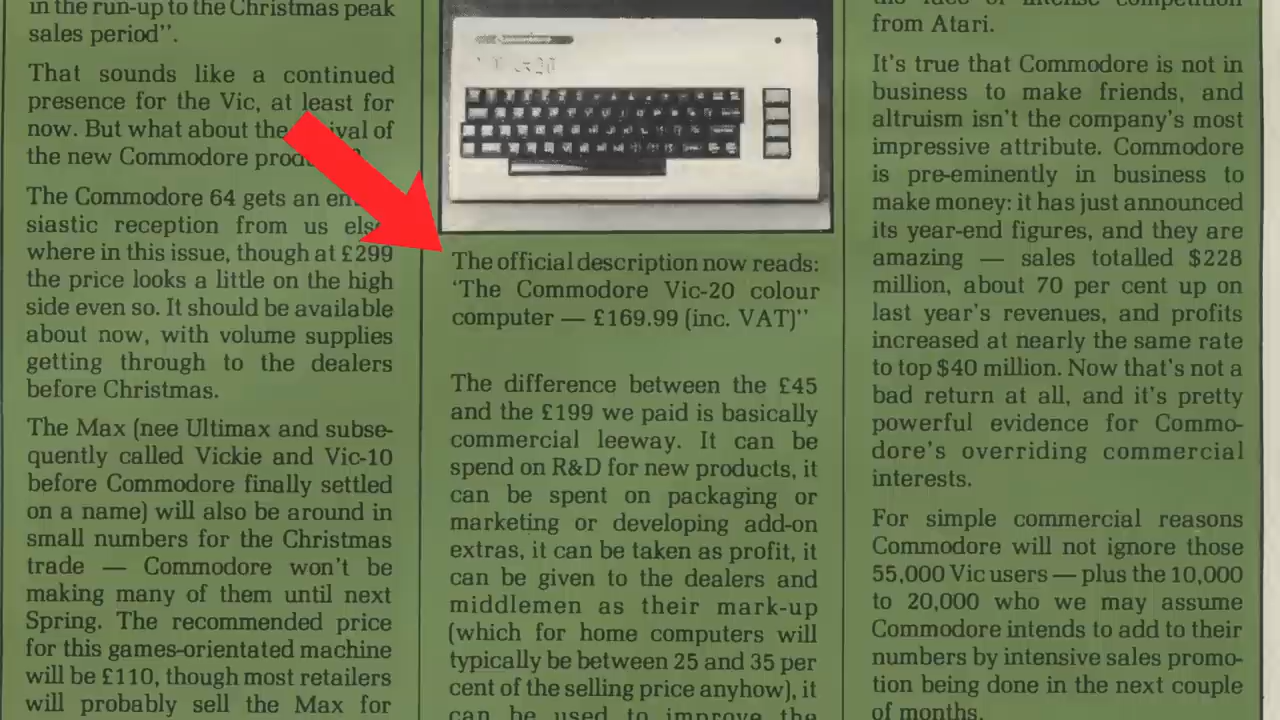 in the run-up to the Christmas peak
sales period".
That sounds like a continued
presence for the Vic, at least for
now. But what about the ival of
the new Commodore
The Commodore 64 gets an
siastic reception from us else
where in this issue, though at £299
the price looks a little on the high
side even so. It should be available
about now, with volume supplies
getting through to the dealers
before Christmas.
The Max (nee Ultimax and subse-
quently called Vickie and Vic-10
before Commodore finally settled
on a name) will also be around in
small numbers for the Christmas
trade — Commodore won't be
making many of them until next
Spring. The recommended price
for this games-orientated machine
will be £110, though most retailers
will probably sell the Max for
The official description now reads:
'The Commodore Vic-20 colour
computer — £169.99 (inc. VAT)"
The difference between the £45
and the £199 we paid is basically
commercial leeway. It can be
spend on R&D for new products, it
can be spent on packaging or
marketing or developing add-on
extras, it can be taken as profit, it
can be given to the dealers and
middlemen as their mark-up
(which for home computers will
typically be between 25 and 35 per
cent of the selling price anyhow), it
can be used to improve the
the face of intense competition
from Atari.
It's true that Commodore is not in
business to make friends, and
altruism isn't the company's most
impressive attribute. Commodore
is pre-eminently in business to
make money: it has just announced
its year-end figures, and they are
amazing — sales totalled $228
million, about 70 per cent up on
last year's revenues, and profits
increased at nearly the same rate
to top $40 million. Now that's not a
bad return at all, and it's pretty
powerful evidence for Commo-
dore's overriding commercial
interests.
For simple commercial reasons
Commodore will not ignore those
55,000 Vic users — plus the 10,000
to 20,000 who we may assume
Commodore intends to add to their
numbers by intensive sales promo-
tion being done in the next couple
of months.